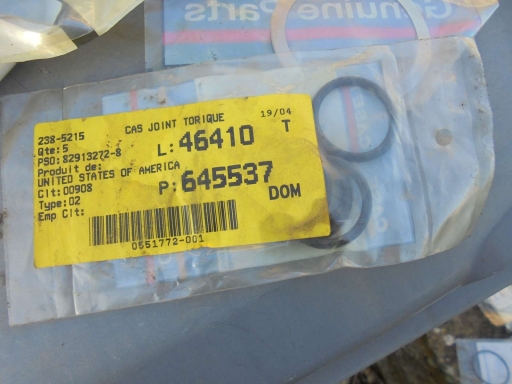 Genuine Parts
CAS JOINT TORIQUE
19/04
238-5215
Qte: 5
L: 46410 T
PSO: 82913272-8
Produit de:
UNITED STATES OF AMERICA
P: 645537
Clt: 00908
DOM
Type: 02
Emp Clt:
0551772-001